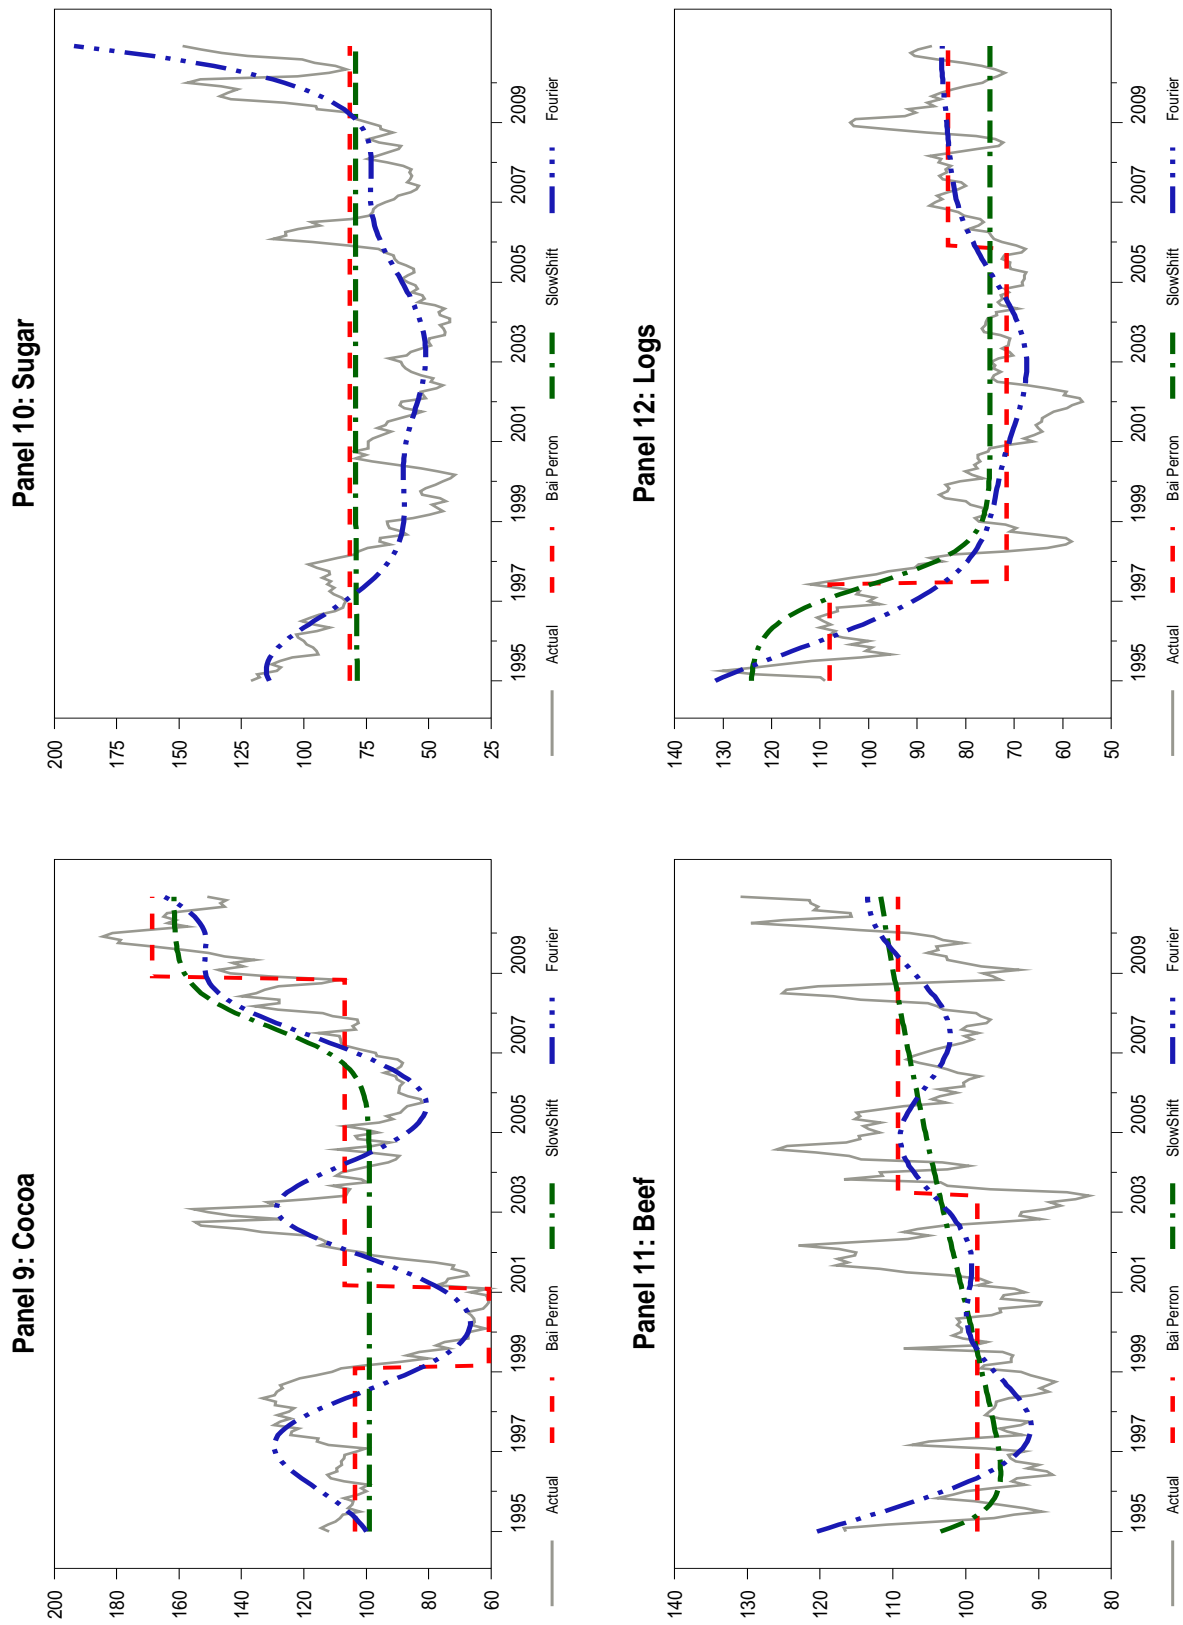 Panel 9: Cocoa
200
180
160
140
120
100
80
60
1995 1997 1999 2001 2003 2005 2007 2009
Actual Bai Perron SlowShift Fourier
Panel 10: Sugar
200
175
150
125
100
75
50
25
1995 1997 1999 2001 2003 2005 2007 2009
Actual Bai Perron SlowShift Fourier
Panel 11: Beef
140
130
120
110
100
90
80
1995 1997 1999 2001 2003 2005 2007 2009
Actual Bai Perron SlowShift Fourier
Panel 12: Logs
140
130
120
110
100
90
80
70
60
50
1995 1997 1999 2001 2003 2005 2007 2009
Actual Bai Perron SlowShift Fourier